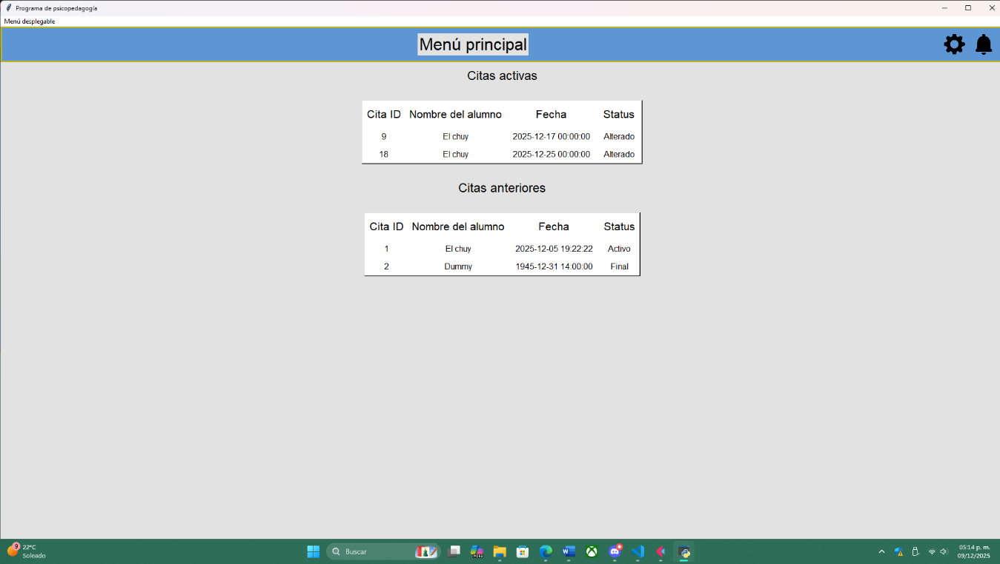 Programa de psicopedagogía
Menú desplegable
Menú principal
Citas activas
Cita ID Nombre del alumno Fecha Status
9 El chuy 2025-12-17 00:00:00 Alterado
18 El chuy 2025-12-25 00:00:00 Alterado
Citas anteriores
Cita ID Nombre del alumno Fecha Status
1 El chuy 2025-12-05 19:22:22 Activo
2 Dummy 1945-12-31 14:00:00 Final
9 22°C
Soleado
Buscar
05:14 p. m.
09/12/2025